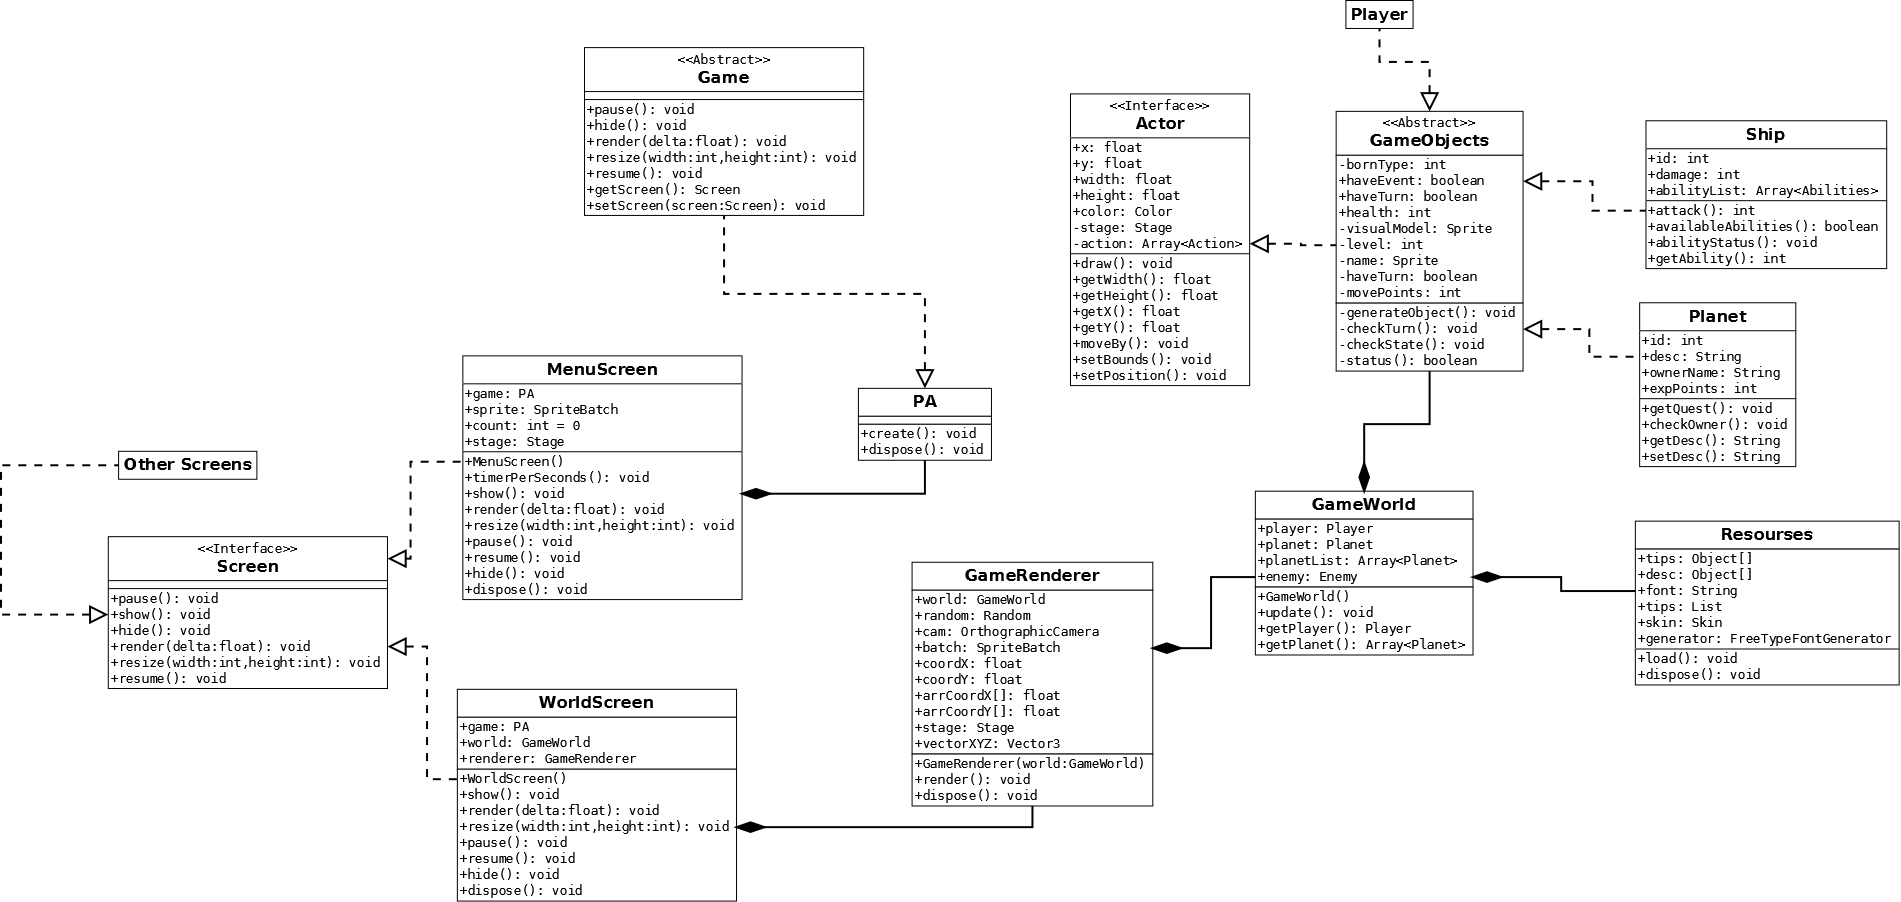 Player
<<Abstract>>
Game
+pause(): void
+hide(): void
+render(delta:float): void
+resize(width:int,height:int): void
+resume(): void
+getScreen(): Screen
+setScreen(screen:Screen): void
<<Interface>>
Actor
+x: float
+y: float
+width: float
+height: float
+color: Color
-stage: Stage
-action: Array<Action>
+draw(): void
+getWidth(): float
+getHeight(): float
+getX(): float
+getY(): float
+moveBy(): void
+setBounds(): void
+setPosition(): void
<<Abstract>>
GameObjects
-bornType: int
+haveEvent: boolean
+haveTurn: boolean
+health: int
-visualModel: Sprite
-level: int
-name: Sprite
-haveTurn: boolean
-movePoints: int
-generateObject(): void
-checkTurn(): void
-checkState(): void
-status(): boolean
Ship
+id: int
+damage: int
+abilityList: Array<Abilities>
+attack(): int
+availableAbilities(): boolean
+abilityStatus(): void
+getAbility(): int
Planet
+id: int
+desc: String
+ownerName: String
+expPoints: int
+getQuest(): void
+checkOwner(): void
+getDesc(): String
+setDesc(): String
MenuScreen
+game: PA
+sprite: SpriteBatch
+count: int = 0
+stage: Stage
+MenuScreen()
+timerPerSeconds(): void
+show(): void
+render(delta:float): void
+resize(width:int,height:int): void
+pause(): void
+resume(): void
+hide(): void
+dispose(): void
PA
+create(): void
+dispose(): void
Other Screens
<<Interface>>
Screen
+pause(): void
+show(): void
+hide(): void
+render(delta:float): void
+resize(width:int,height:int): void
+resume(): void
GameWorld
+player: Player
+planet: Planet
+planetList: Array<Planet>
+enemy: Enemy
+GameWorld()
+update(): void
+getPlayer(): Player
+getPlanet(): Array<Planet>
Resourses
+tips: Object[]
+desc: Object[]
+font: String
+tips: List
+skin: Skin
+generator: FreeTypeFontGenerator
+load(): void
+dispose(): void
GameRenderer
+world: GameWorld
+random: Random
+cam: OrthographicCamera
+batch: SpriteBatch
+coordX: float
+coordY: float
+arrCoordX[]: float
+arrCoordY[]: float
+stage: Stage
+vectorXYZ: Vector3
+GameRenderer(world:GameWorld)
+render(): void
+dispose(): void
WorldScreen
+game: PA
+world: GameWorld
+renderer: GameRenderer
+WorldScreen()
+show(): void
+render(delta:float): void
+resize(width:int,height:int): void
+pause(): void
+resume(): void
+hide(): void
+dispose(): void